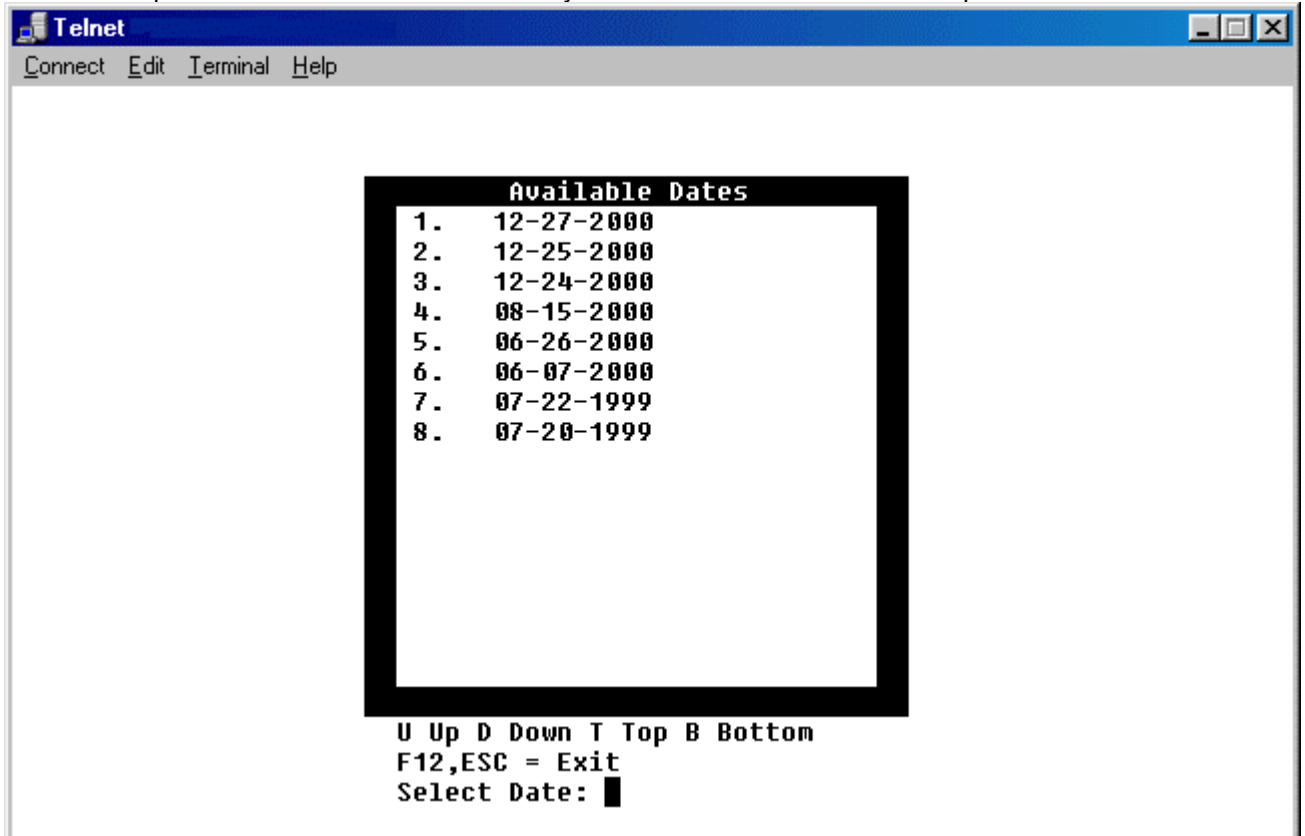 Telnet
Connect Edit Terminal Help
Available Dates
1. 12-27-2000
2. 12-25-2000
3. 12-24-2000
4. 08-15-2000
5. 06-26-2000
6. 06-07-2000
7. 07-22-1999
8. 07-20-1999
U Up D Down T Top B Bottom
F12,ESC = Exit
Select Date: